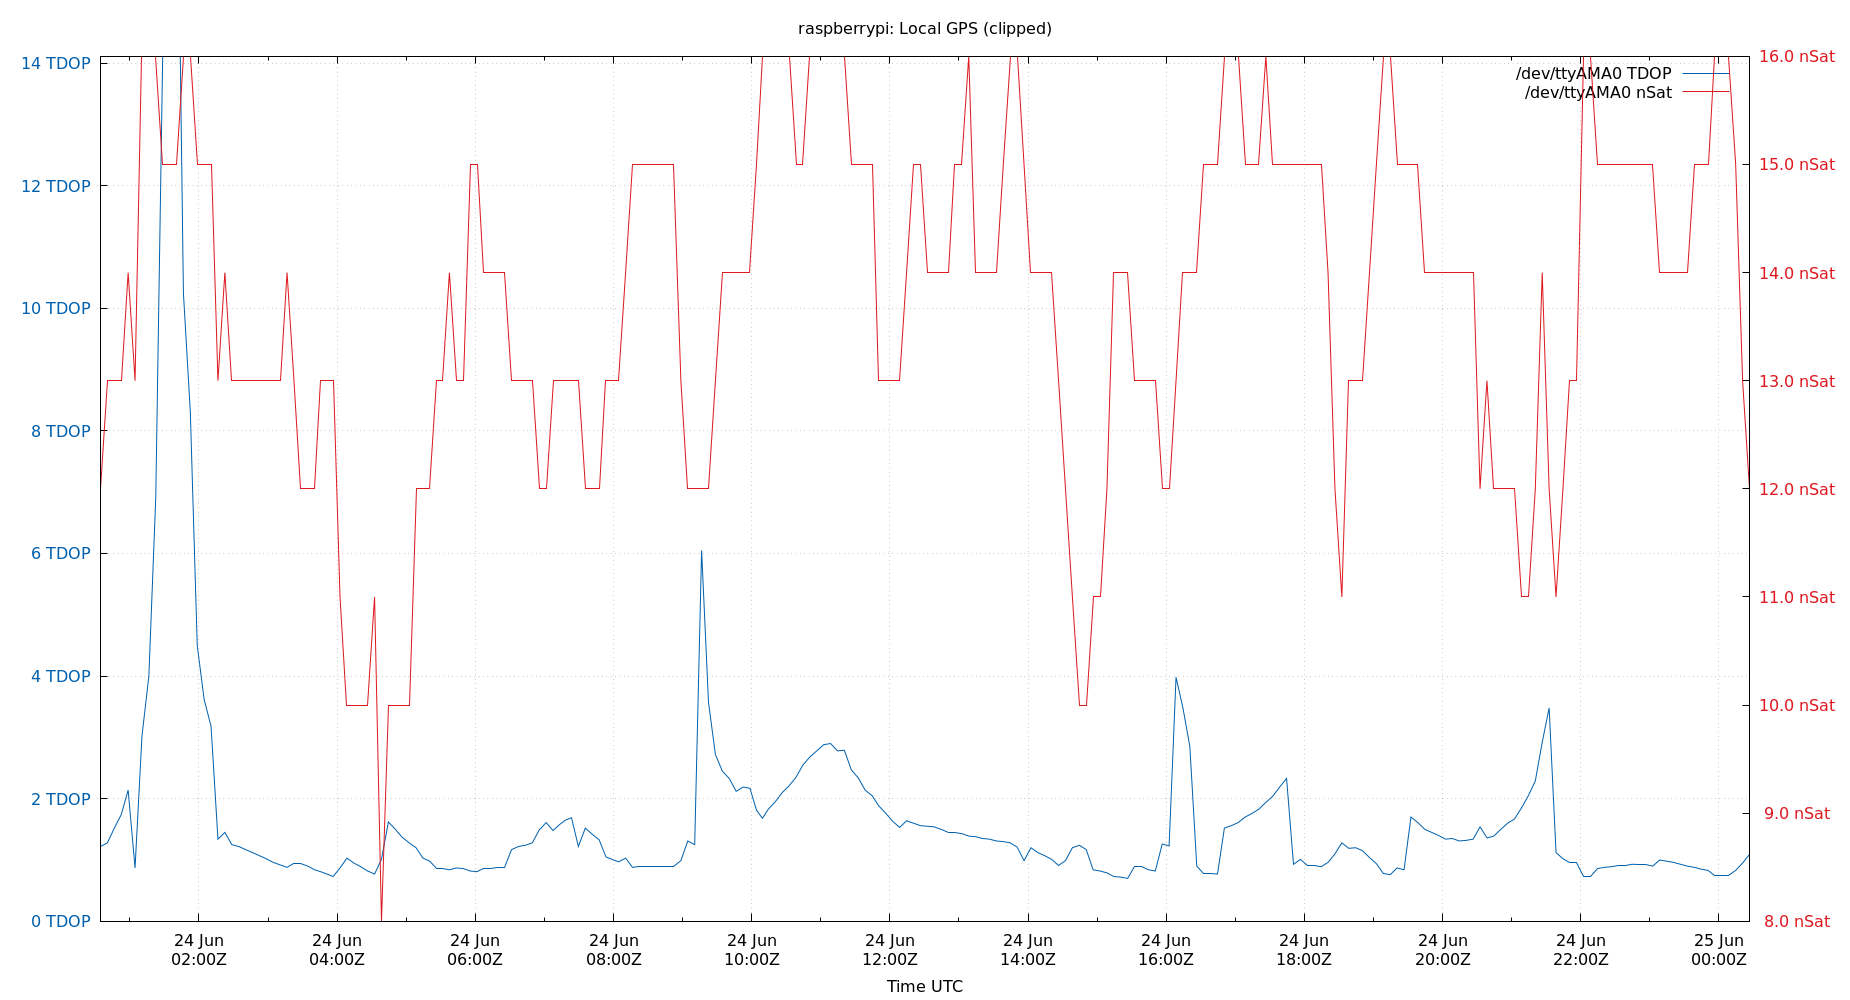 raspberrypi: Local GPS (clipped)
14 TDOP
12 TDOP
10 TDOP
8 TDOP
6 TDOP
4 TDOP
2 TDOP
0 TDOP
16.0 nSat
15.0 nSat
14.0 nSat
13.0 nSat
12.0 nSat
11.0 nSat
10.0 nSat
9.0 nSat
8.0 nSat
/dev/ttyAMA0 TDOP
/dev/ttyAMA0 nSat
24 Jun
02:00Z
24 Jun
04:00Z
24 Jun
06:00Z
24 Jun
08:00Z
24 Jun
10:00Z
24 Jun
12:00Z
24 Jun
14:00Z
24 Jun
16:00Z
24 Jun
18:00Z
24 Jun
20:00Z
24 Jun
22:00Z
25 Jun
00:00Z
Time UTC